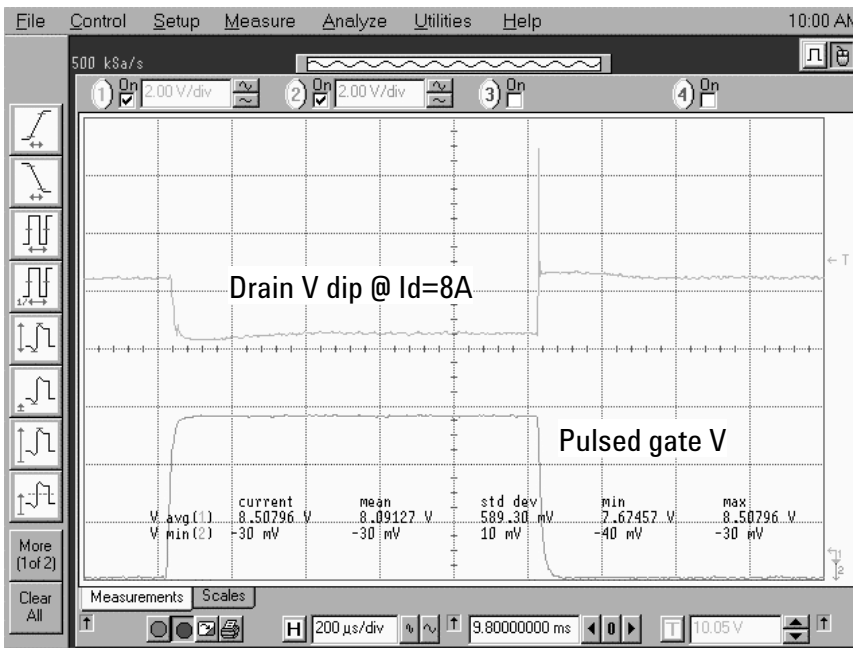 File Control Setup Measure Analyze Utilities Help 10:00 AM
500 kSa/s
1 On 2.00 V/div 2 On 2.00 V/div 3 On 4 On
T
Drain V dip @ Id=8A
Pulsed gate V
current mean std dev min max
V avg(1) 8.50796 V 8.09127 V 589.30 mV 7.67457 V 8.50796 V
V min(2) -30 mV -30 mV 10 mV -40 mV -30 mV
1
2
More
(1of 2)
Clear
All
Measurements Scales
H 200 µs/div 9.80000000 ms 0 T 10.05 V